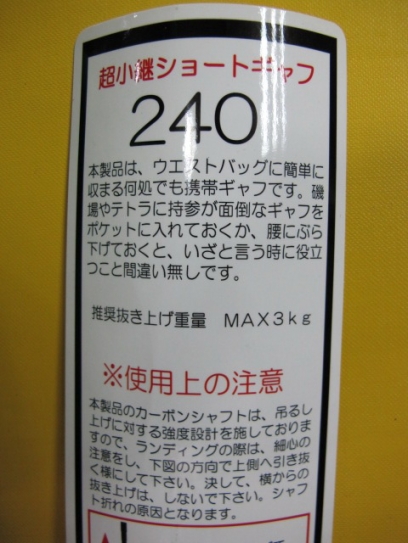 超小継ショートギャフ
240
本製品は、ウエストバッグに簡単に
収まる何処でも携帯ギャフです。磯
場やテトラに持参が面倒なギャフを
ポケットに入れておくか、腰にぶら
下げておくと、いざと言う時に役立
つこと間違い無しです。
推奨抜き上げ重量 MAX3kg
※使用上の注意
本製品のカーボンシャフトは、吊るし
上げに対する強度設計を施しておりま
すので、ランディングの際は、細心の
注意をし、下図の方向で上側へ引き抜
く様にして下さい。決して、横からの
抜き上げは、しないで下さい。シャフ
ト折れの原因となります。